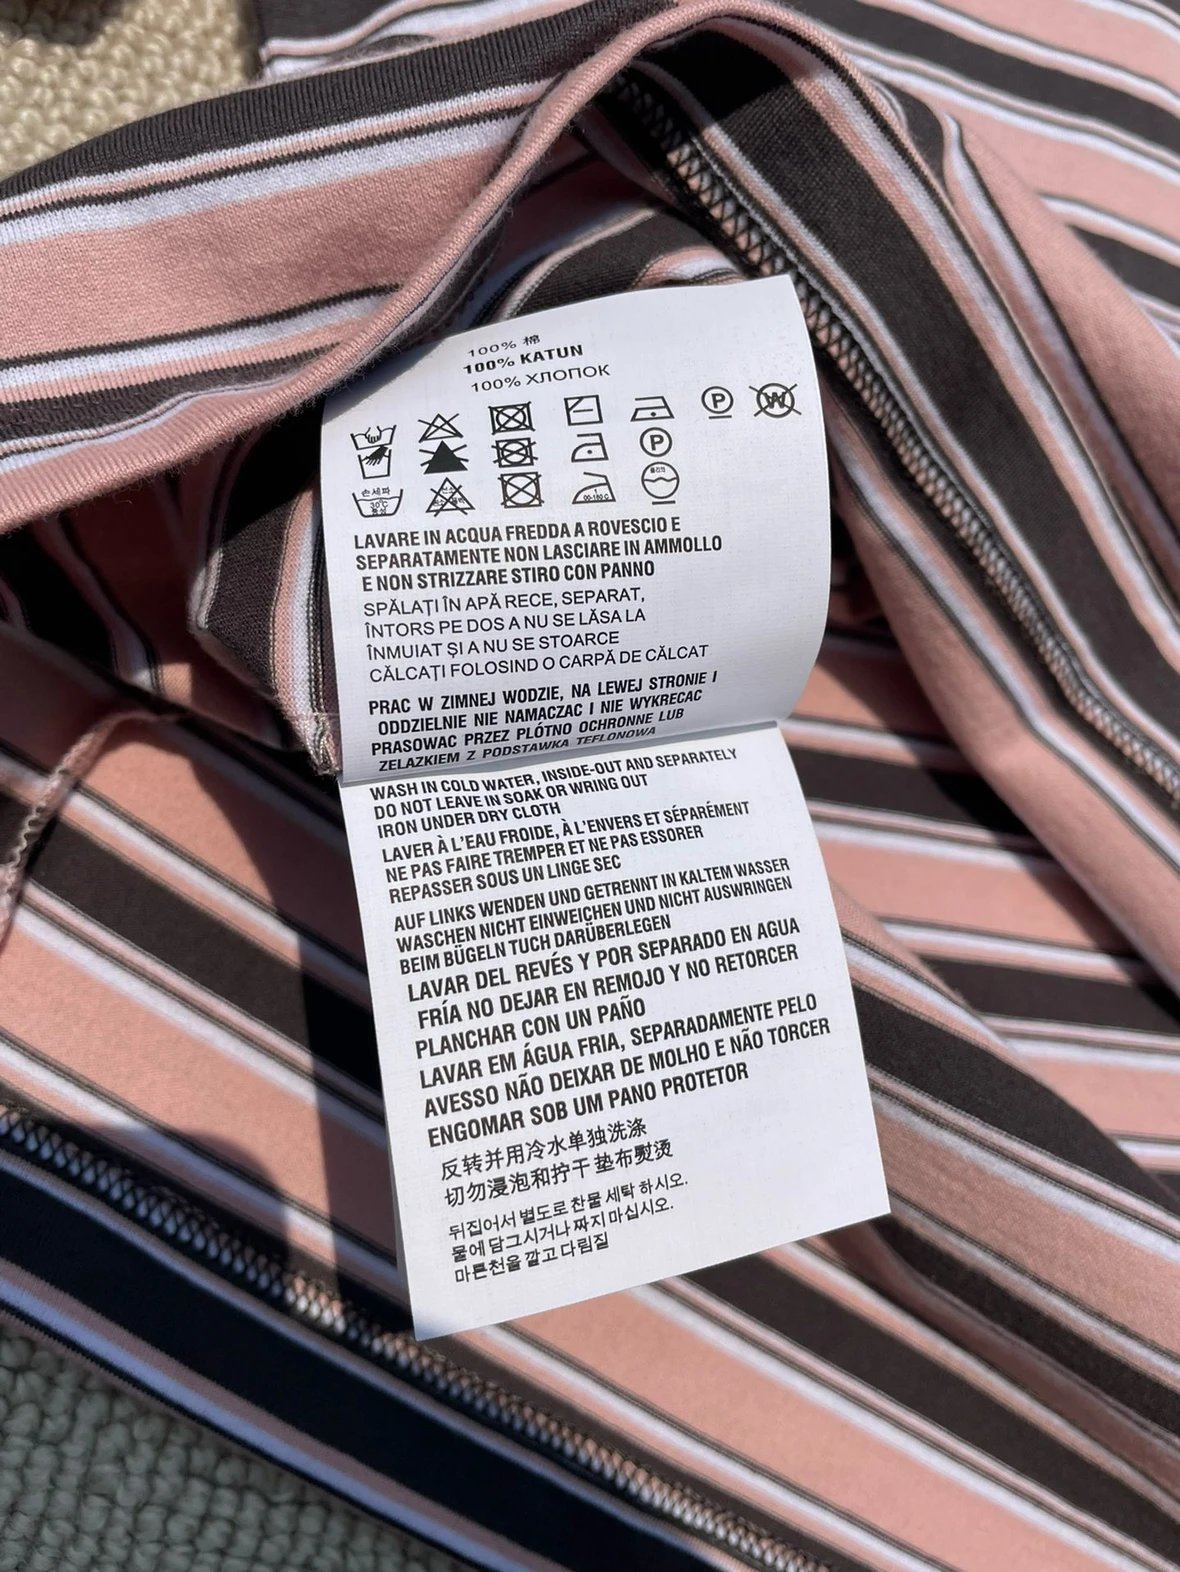 100% 棉
100% KATUN
100% ХЛОПОК
P W
P
손세탁 30℃ 중성
드라이
LAVARE IN ACQUA FREDDA A ROVESCIO E
SEPARATAMENTE NON LASCIARE IN AMMOLLO
E NON STRIZZARE STIRO CON PANNO
SPĂLAȚI ÎN APĂ RECE, SEPARAT,
ÎNTORS PE DOS A NU SE LĂSA LA
ÎNMUIAT ȘI A NU SE STOARCE
CĂLCAȚI FOLOSIND O CARPĂ DE CĂLCAT
PRAC W ZIMNEJ WODZIE, NA LEWEJ STRONIE I
ODDZIELNIE NIE NAMACZAC I NIE WYKRECAC
PRASOWAC PRZEZ PLÓTNO OCHRONNE LUB
ZELAZKIEM Z PODSTAWKA TEFLONOWA
WASH IN COLD WATER, INSIDE-OUT AND SEPARATELY
DO NOT LEAVE IN SOAK OR WRING OUT
IRON UNDER DRY CLOTH
LAVER À L'EAU FROIDE, À L'ENVERS ET SÉPARÉMENT
NE PAS FAIRE TREMPER ET NE PAS ESSORER
REPASSER SOUS UN LINGE SEC
AUF LINKS WENDEN UND GETRENNT IN KALTEM WASSER
WASCHEN NICHT EINWEICHEN UND NICHT AUSWRINGEN
BEIM BÜGELN TUCH DARÜBERLEGEN
LAVAR DEL REVÉS Y POR SEPARADO EN AGUA
FRÍA NO DEJAR EN REMOJO Y NO RETORCER
PLANCHAR CON UN PAÑO
LAVAR EM ÁGUA FRIA, SEPARADAMENTE PELO
AVESSO NÃO DEIXAR DE MOLHO E NÃO TORCER
ENGOMAR SOB UM PANO PROTETOR
反转并用冷水单独洗涤
切勿浸泡和拧干 垫布熨烫
뒤집어서 별도로 찬물 세탁 하시오.
물에 담그시거나 짜지 마십시오.
마른천을 깔고 다림질